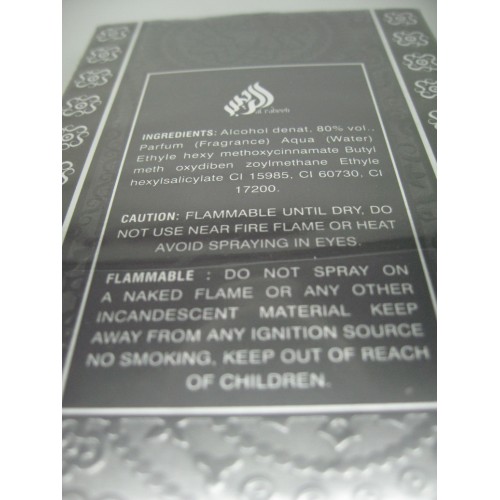 al raheeb
INGREDIENTS: Alcohol denat, 80% vol..
Parfum (Fragrance) Aqua (Water)
Ethyle hexy methoxycinnamate Butyl
meth oxydiben zoylmethane Ethyle
hexylsalicylate CI 15985, CI 60730, CI
17200.
CAUTION: FLAMMABLE UNTIL DRY, DO
NOT USE NEAR FIRE FLAME OR HEAT
AVOID SPRAYING IN EYES.
FLAMMABLE : DO NOT SPRAY ON
A NAKED FLAME OR ANY OTHER
INCANDESCENT MATERIAL KEEP
AWAY FROM ANY IGNITION SOURCE
NO SMOKING, KEEP OUT OF REACH
OF CHILDREN.